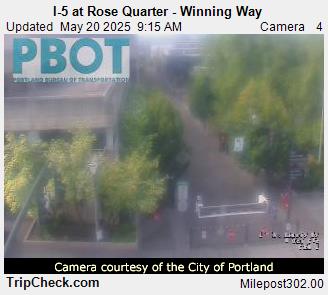 I-5 at Rose Quarter - Winning Way
Updated May 20 2025 9:15 AM Camera 4
PBOT
PORTLAND BUREAU OF TRANSPORTATION
Camera courtesy of the City of Portland
TripCheck.com Milepost302.00